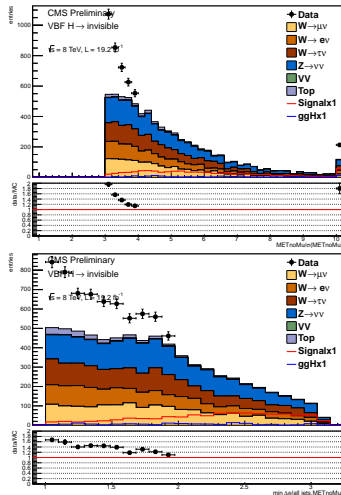 CMS Preliminary
VBF H→ invisible
√s = 8 TeV, L = 19.2 fb⁻¹
entries
1000
800
600
400
200
0
Data
W→μν
W→eν
W→τν
Z→νν
VV
Top
Signalx1
ggHx1
data/MC
1 2 3 4 5 6 7 8 9 10
METnoMu/σ(METnoMu
CMS Preliminary
VBF H→ invisible
√s = 8 TeV, L = 19.2 fb⁻¹
entries
800
700
600
500
400
300
200
100
0
Data
W→μν
W→eν
W→τν
Z→νν
VV
Top
Signalx1
ggHx1
data/MC
1 1.5 2 2.5 3